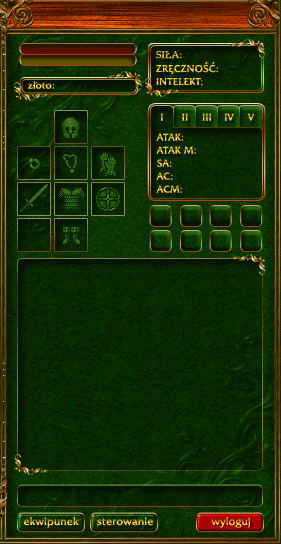 SIŁA:
ZRĘCZNOŚĆ:
INTELEKT:
złoto:
I II III IV V
ATAK:
ATAK M:
SA:
AC:
ACM:
ekwipunek sterowanie wyloguj